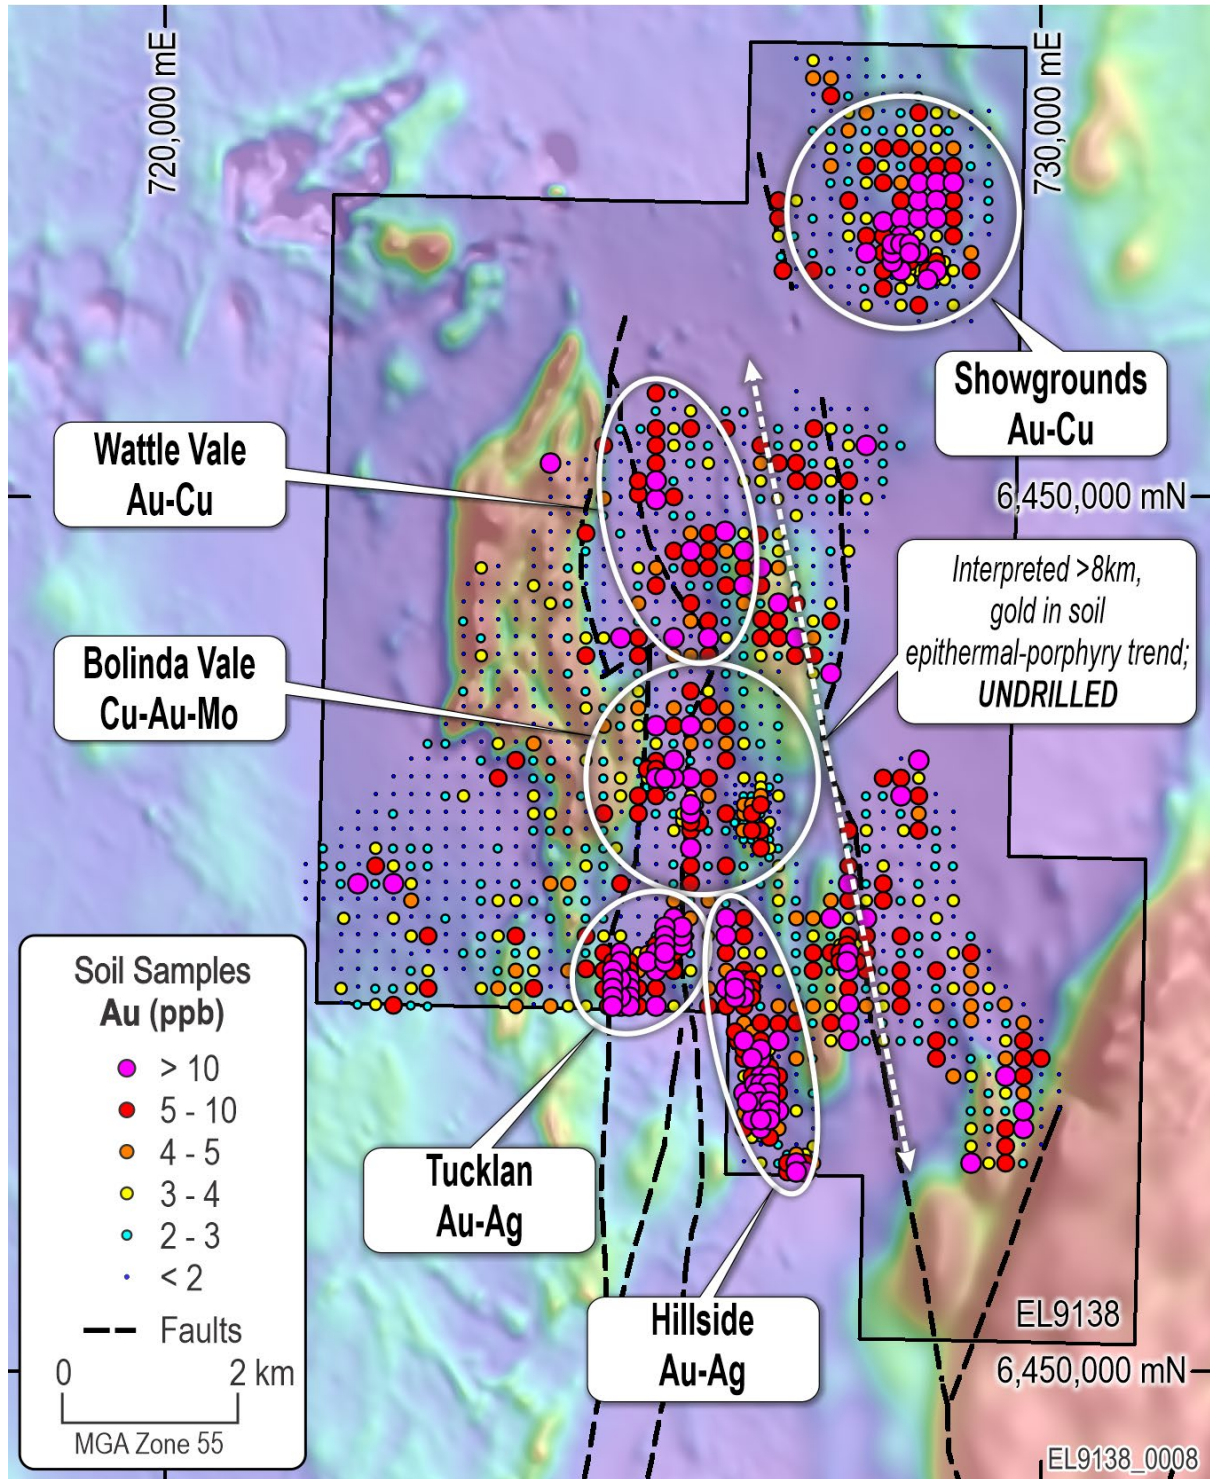 720,000 mE
730,000 mE
Showgrounds
Au-Cu
Wattle Vale
Au-Cu
6,450,000 mN
Interpreted >8km,
gold in soil
epithermal-porphyry trend;
UNDRILLED
Bolinda Vale
Cu-Au-Mo
Soil Samples
Au (ppb)
> 10
5 - 10
4 - 5
3 - 4
2 - 3
< 2
Faults
0 2 km
MGA Zone 55
Tucklan
Au-Ag
Hillside
Au-Ag
EL9138
6,450,000 mN
EL9138_0008